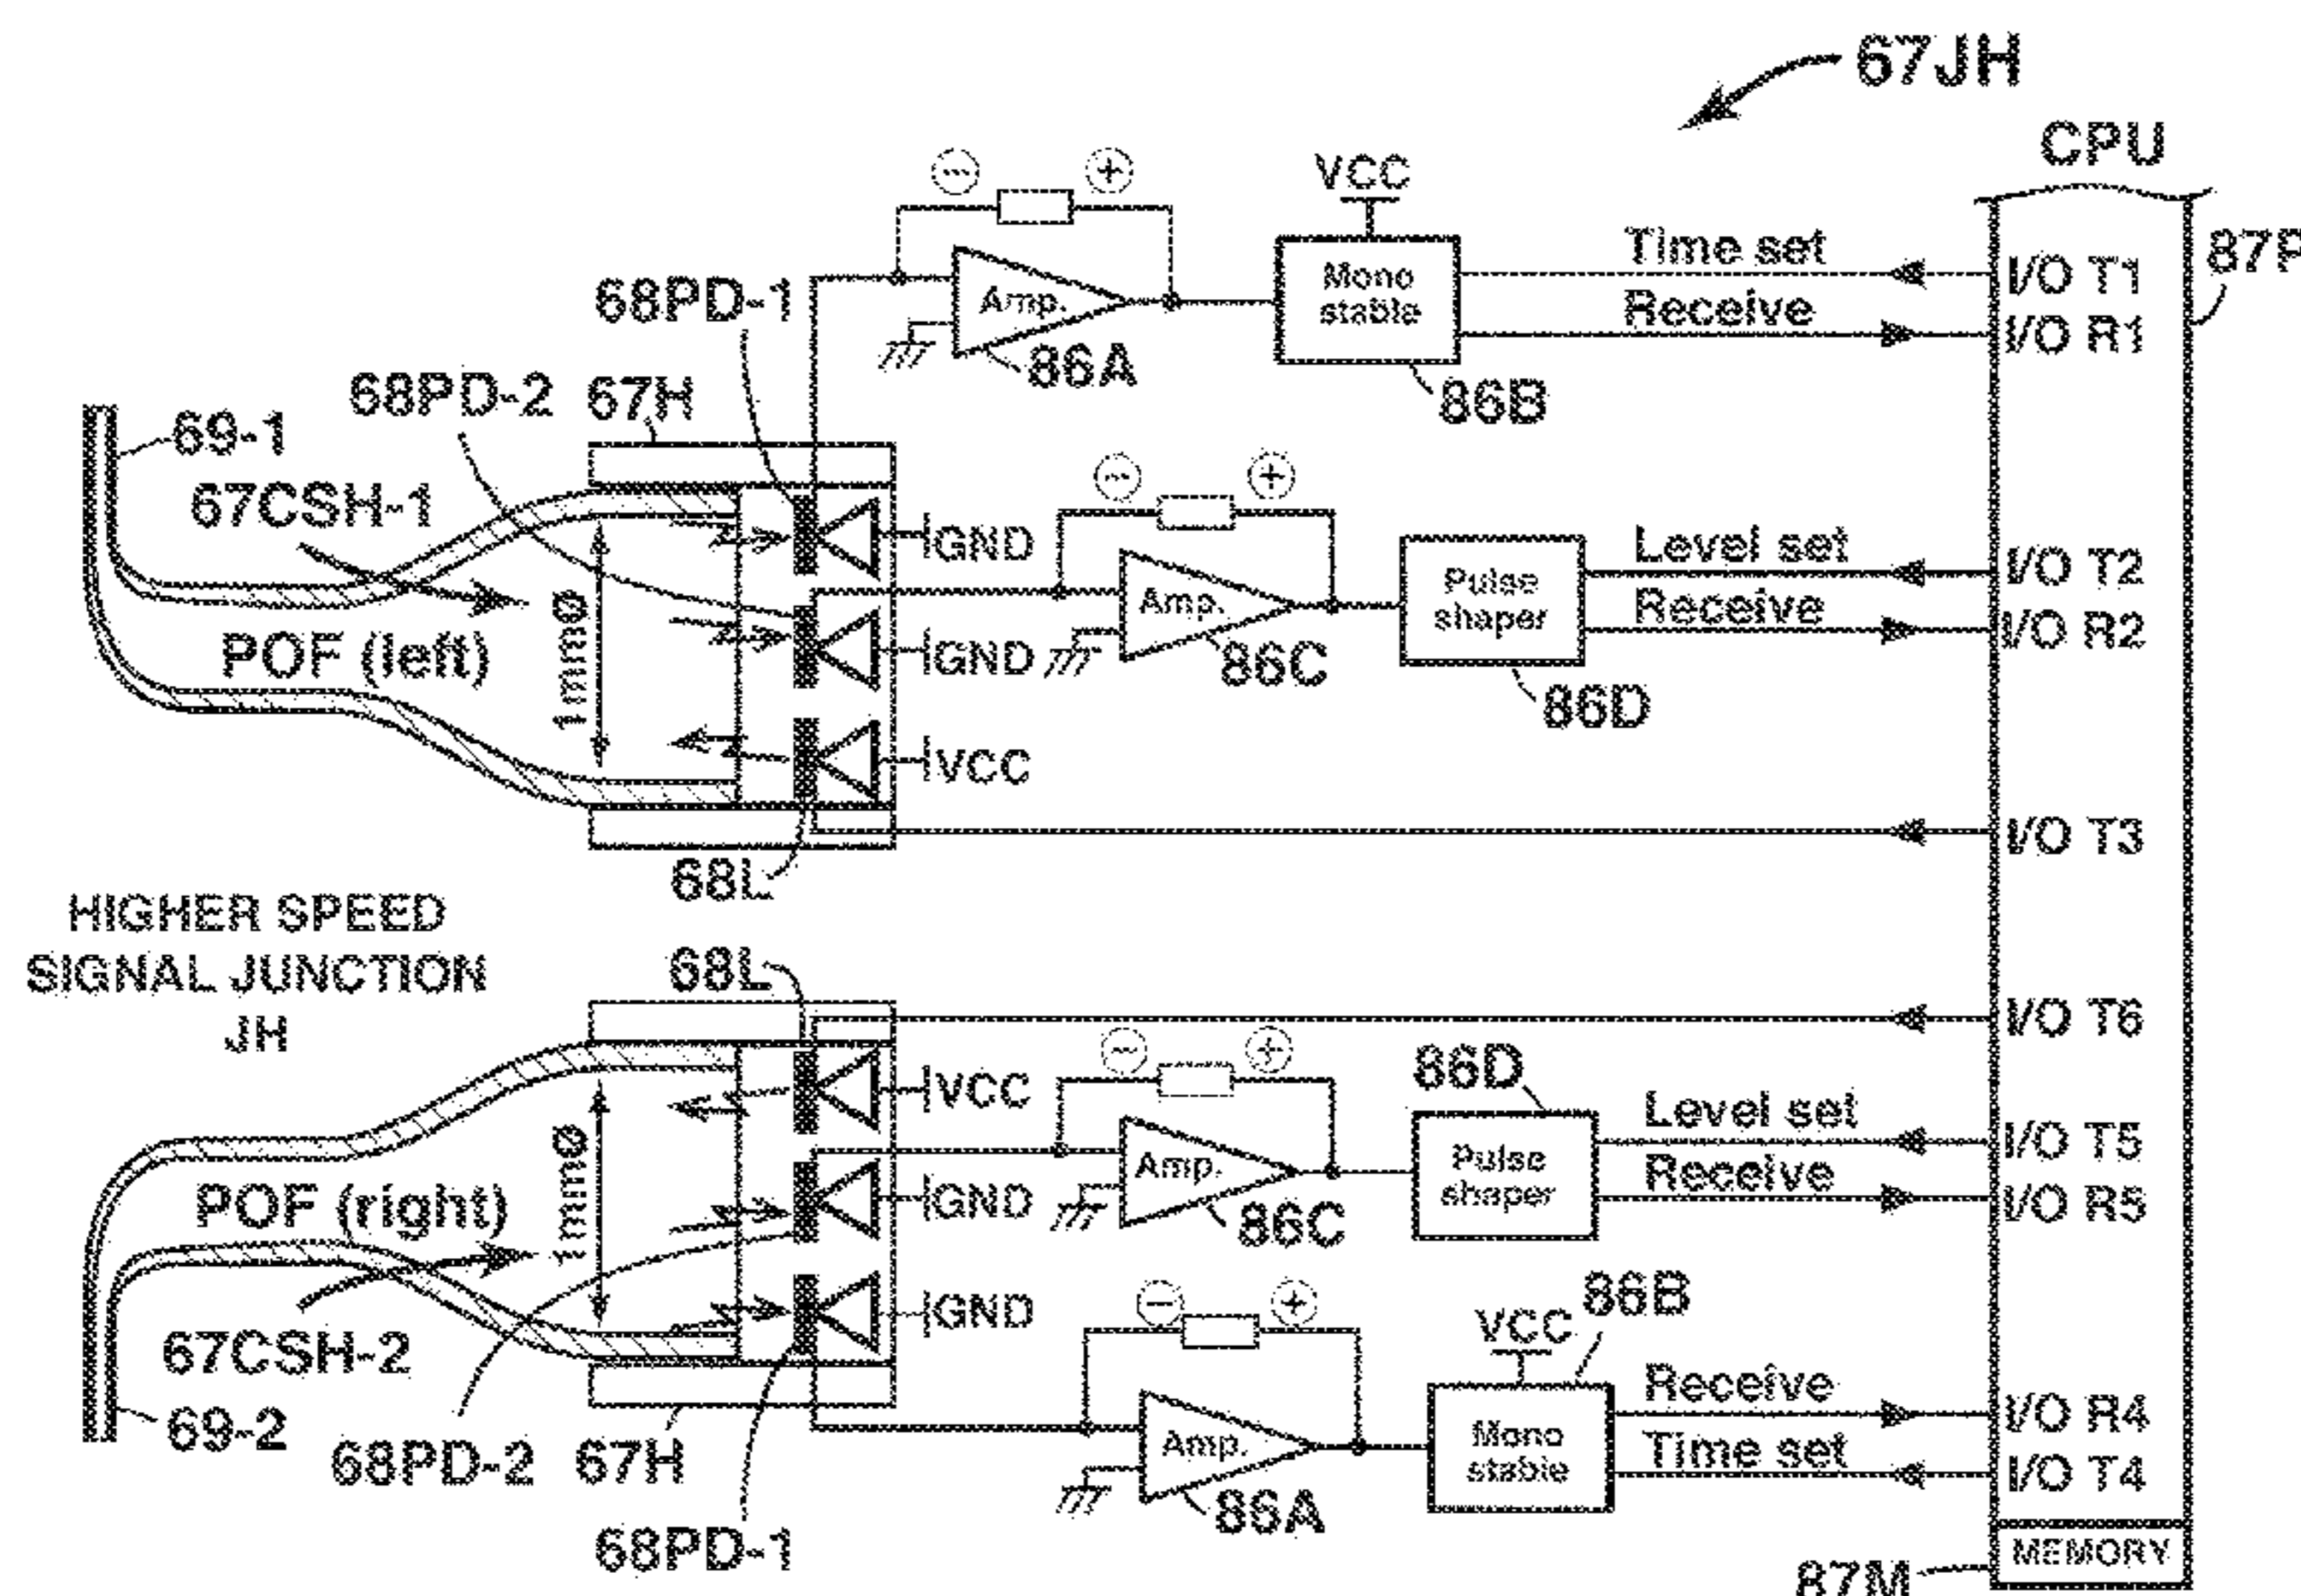 67JH
CPU
VCC
Time set
I/O T1
87P
Mono
stable
Receive
I/O R1
Amp.
86A
86B
68PD-1
68PD-2
67H
69-1
67CSH-1
GND
Level set
I/O T2
Pulse
shaper
Receive
I/O R2
Amp.
86C
86D
POF (left)
1mmØ
GND
VCC
I/O T3
68L
HIGHER SPEED
SIGNAL JUNCTION
JH
68L
I/O T6
VCC
86D
Level set
I/O T5
Pulse
shaper
Receive
I/O R5
Amp.
86C
POF (right)
1mmØ
GND
GND
67CSH-2
69-2
68PD-2
67H
68PD-1
VCC
86B
Receive
I/O R4
Mono
stable
Time set
I/O T4
Amp.
86A
MEMORY
87M